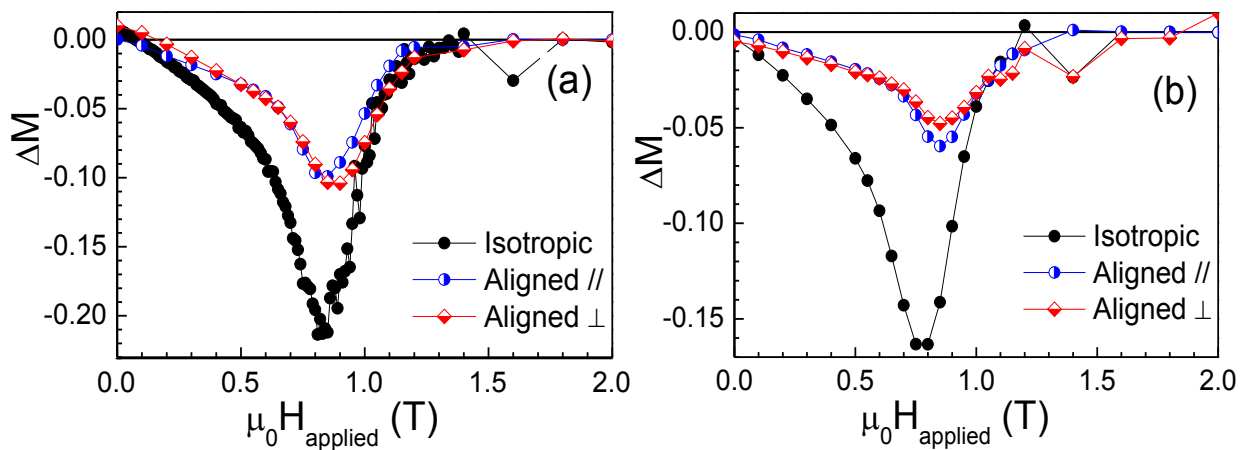 0.00
-0.05
-0.10
-0.15
-0.20
ΔM
(a)
Isotropic
Aligned //
Aligned ⊥
0.0 0.5 1.0 1.5 2.0
μ0Happlied (T)
0.00
-0.05
-0.10
-0.15
ΔM
(b)
Isotropic
Aligned //
Aligned ⊥
0.0 0.5 1.0 1.5 2.0
μ0Happlied (T)